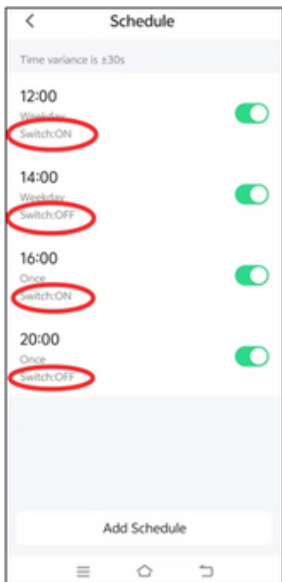 Schedule
Time variance is ±30s
12:00
Weekday
Switch:ON
14:00
Weekday
Switch:OFF
16:00
Once
Switch:ON
20:00
Once
Switch:OFF
Add Schedule